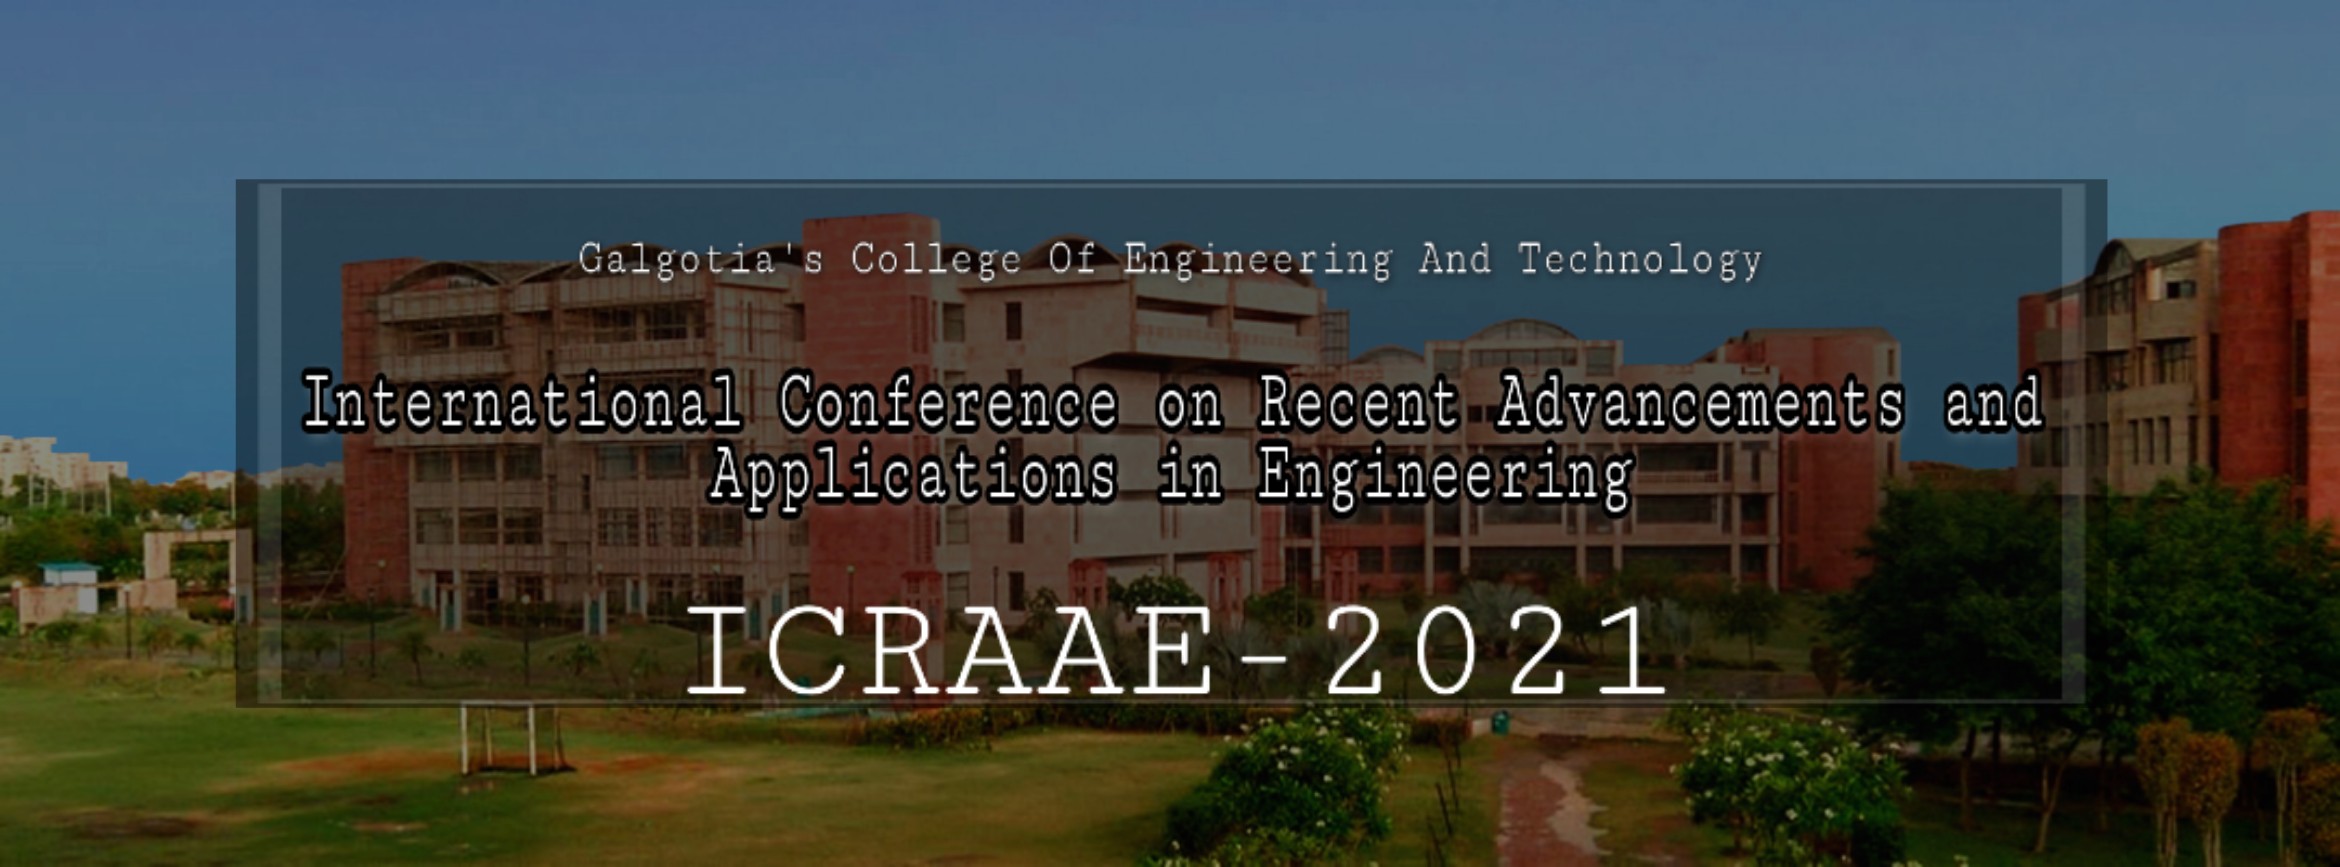 Galgotia's College Of Engineering And Technology
International Conference on Recent Advancements and
Applications in Engineering
ICRAAE-2021